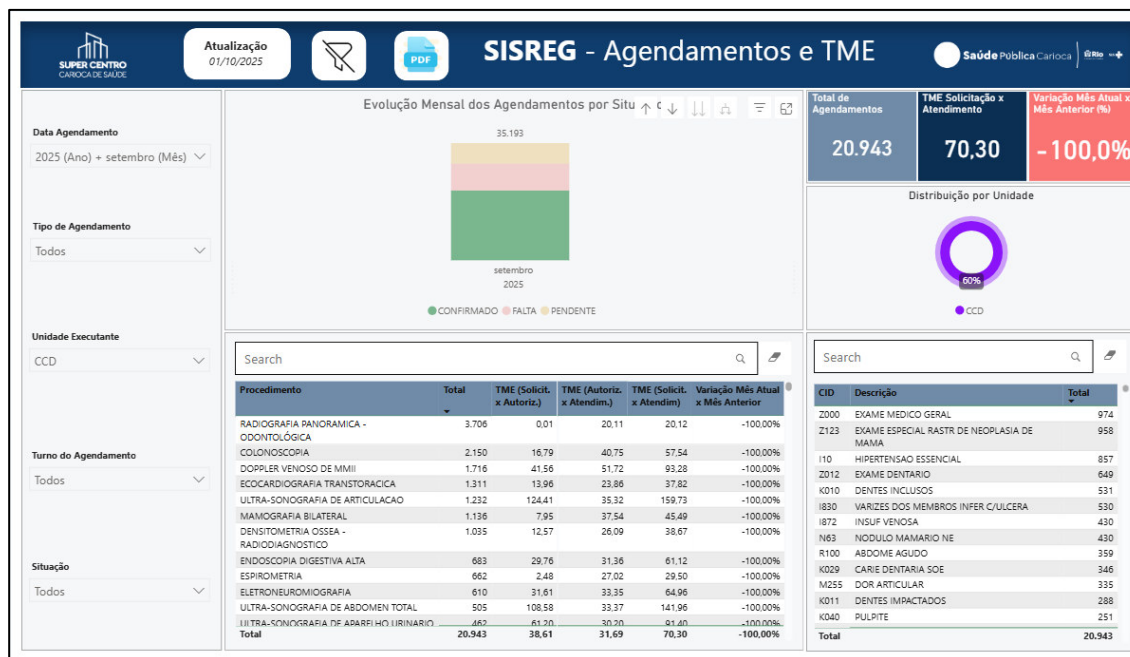 SUPER CENTRO
CARIOCA DE SAÚDE
Atualização
01/10/2025
PDF
SISREG - Agendamentos e TME
Saúde Pública Carioca
Rio
SUS
Data Agendamento
2025 (Ano) + setembro (Mês)
Tipo de Agendamento
Todos
Unidade Executante
CCD
Turno do Agendamento
Todos
Situação
Todos
Evolução Mensal dos Agendamentos por Situ
35.193
setembro
2025
CONFIRMADO FALTA PENDENTE
Total de
Agendamentos
20.943
TME Solicitação x
Atendimento
70,30
Variação Mês Atual x
Mês Anterior (%)
-100,0%
Distribuição por Unidade
60%
CCD
Search
Procedimento Total TME (Solicit. x Autoriz.) TME (Autoriz. x Atendim.) TME (Solicit. x Atendim) Variação Mês Atual x Mês Anterior
RADIOGRAFIA PANORAMICA - ODONTOLÓGICA 3.706 0,01 20,11 20,12 -100,00%
COLONOSCOPIA 2.150 16,79 40,75 57,54 -100,00%
DOPPLER VENOSO DE MMII 1.716 41,56 51,72 93,28 -100,00%
ECOCARDIOGRAFIA TRANSTORACICA 1.311 13,96 23,86 37,82 -100,00%
ULTRA-SONOGRAFIA DE ARTICULACAO 1.232 124,41 35,32 159,73 -100,00%
MAMOGRAFIA BILATERAL 1.136 7,95 37,54 45,49 -100,00%
DENSITOMETRIA OSSEA - RADIODIAGNOSTICO 1.035 12,57 26,09 38,67 -100,00%
ENDOSCOPIA DIGESTIVA ALTA 683 29,76 31,36 61,12 -100,00%
ESPIROMETRIA 662 2,48 27,02 29,50 -100,00%
ELETRONEUROMIOGRAFIA 610 31,61 33,35 64,96 -100,00%
ULTRA-SONOGRAFIA DE ABDOMEN TOTAL 505 108,58 33,37 141,96 -100,00%
ULTRA-SONOGRAFIA DE APARELHO URINARIO 462 61,20 30,20 91,40 -100,00%
Total 20.943 38,61 31,69 70,30 -100,00%
Search
CID Descrição Total
Z000 EXAME MEDICO GERAL 974
Z123 EXAME ESPECIAL RASTR DE NEOPLASIA DE MAMA 958
I10 HIPERTENSAO ESSENCIAL 857
Z012 EXAME DENTARIO 649
K010 DENTES INCLUSOS 531
I830 VARIZES DOS MEMBROS INFER C/ULCERA 530
I872 INSUF VENOSA 430
N63 NODULO MAMARIO NE 430
R100 ABDOME AGUDO 359
K029 CARIE DENTARIA SOE 346
M255 DOR ARTICULAR 335
K011 DENTES IMPACTADOS 288
K040 PULPITE 251
Total 20.943